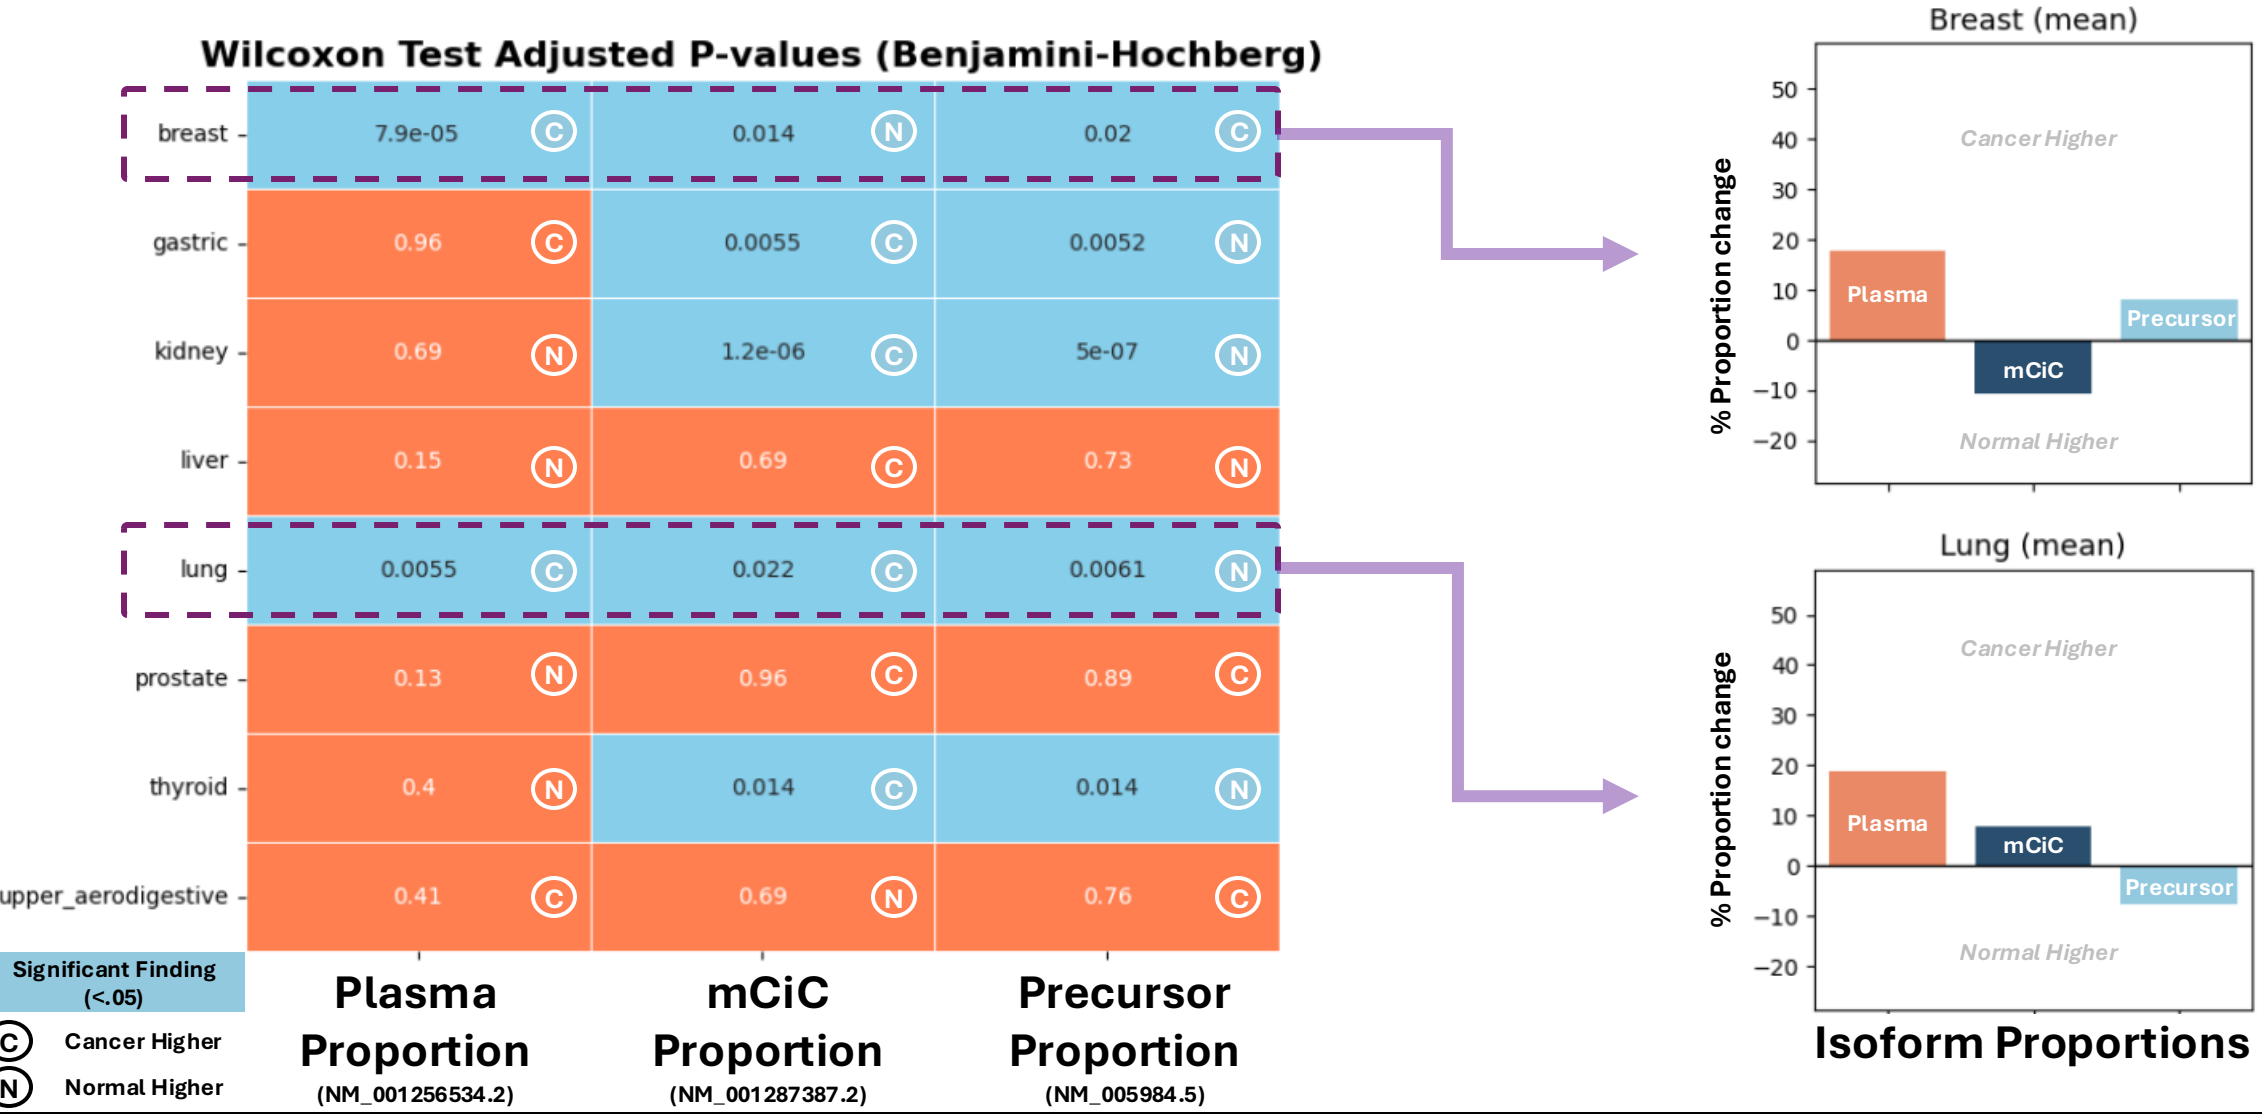 Wilcoxon Test Adjusted P-values (Benjamini-Hochberg)
breast
7.9e-05 C
0.014 N
0.02 C
gastric
0.96 C
0.0055 C
0.0052 N
kidney
0.69 N
1.2e-06 C
5e-07 N
liver
0.15 N
0.69 C
0.73 N
lung
0.0055 C
0.022 C
0.0061 N
prostate
0.13 N
0.96 C
0.89 C
thyroid
0.4 N
0.014 C
0.014 N
upper_aerodigestive
0.41 C
0.69 N
0.76 C
Significant Finding
(<.05)
C Cancer Higher
N Normal Higher
Plasma
Proportion
(NM_001256534.2)
mCiC
Proportion
(NM_001287387.2)
Precursor
Proportion
(NM_005984.5)
Breast (mean)
% Proportion change
50
40
30
20
10
0
−10
−20
Cancer Higher
Plasma
mCiC
Precursor
Normal Higher
Lung (mean)
% Proportion change
50
40
30
20
10
0
−10
−20
Cancer Higher
Plasma
mCiC
Precursor
Normal Higher
Isoform Proportions